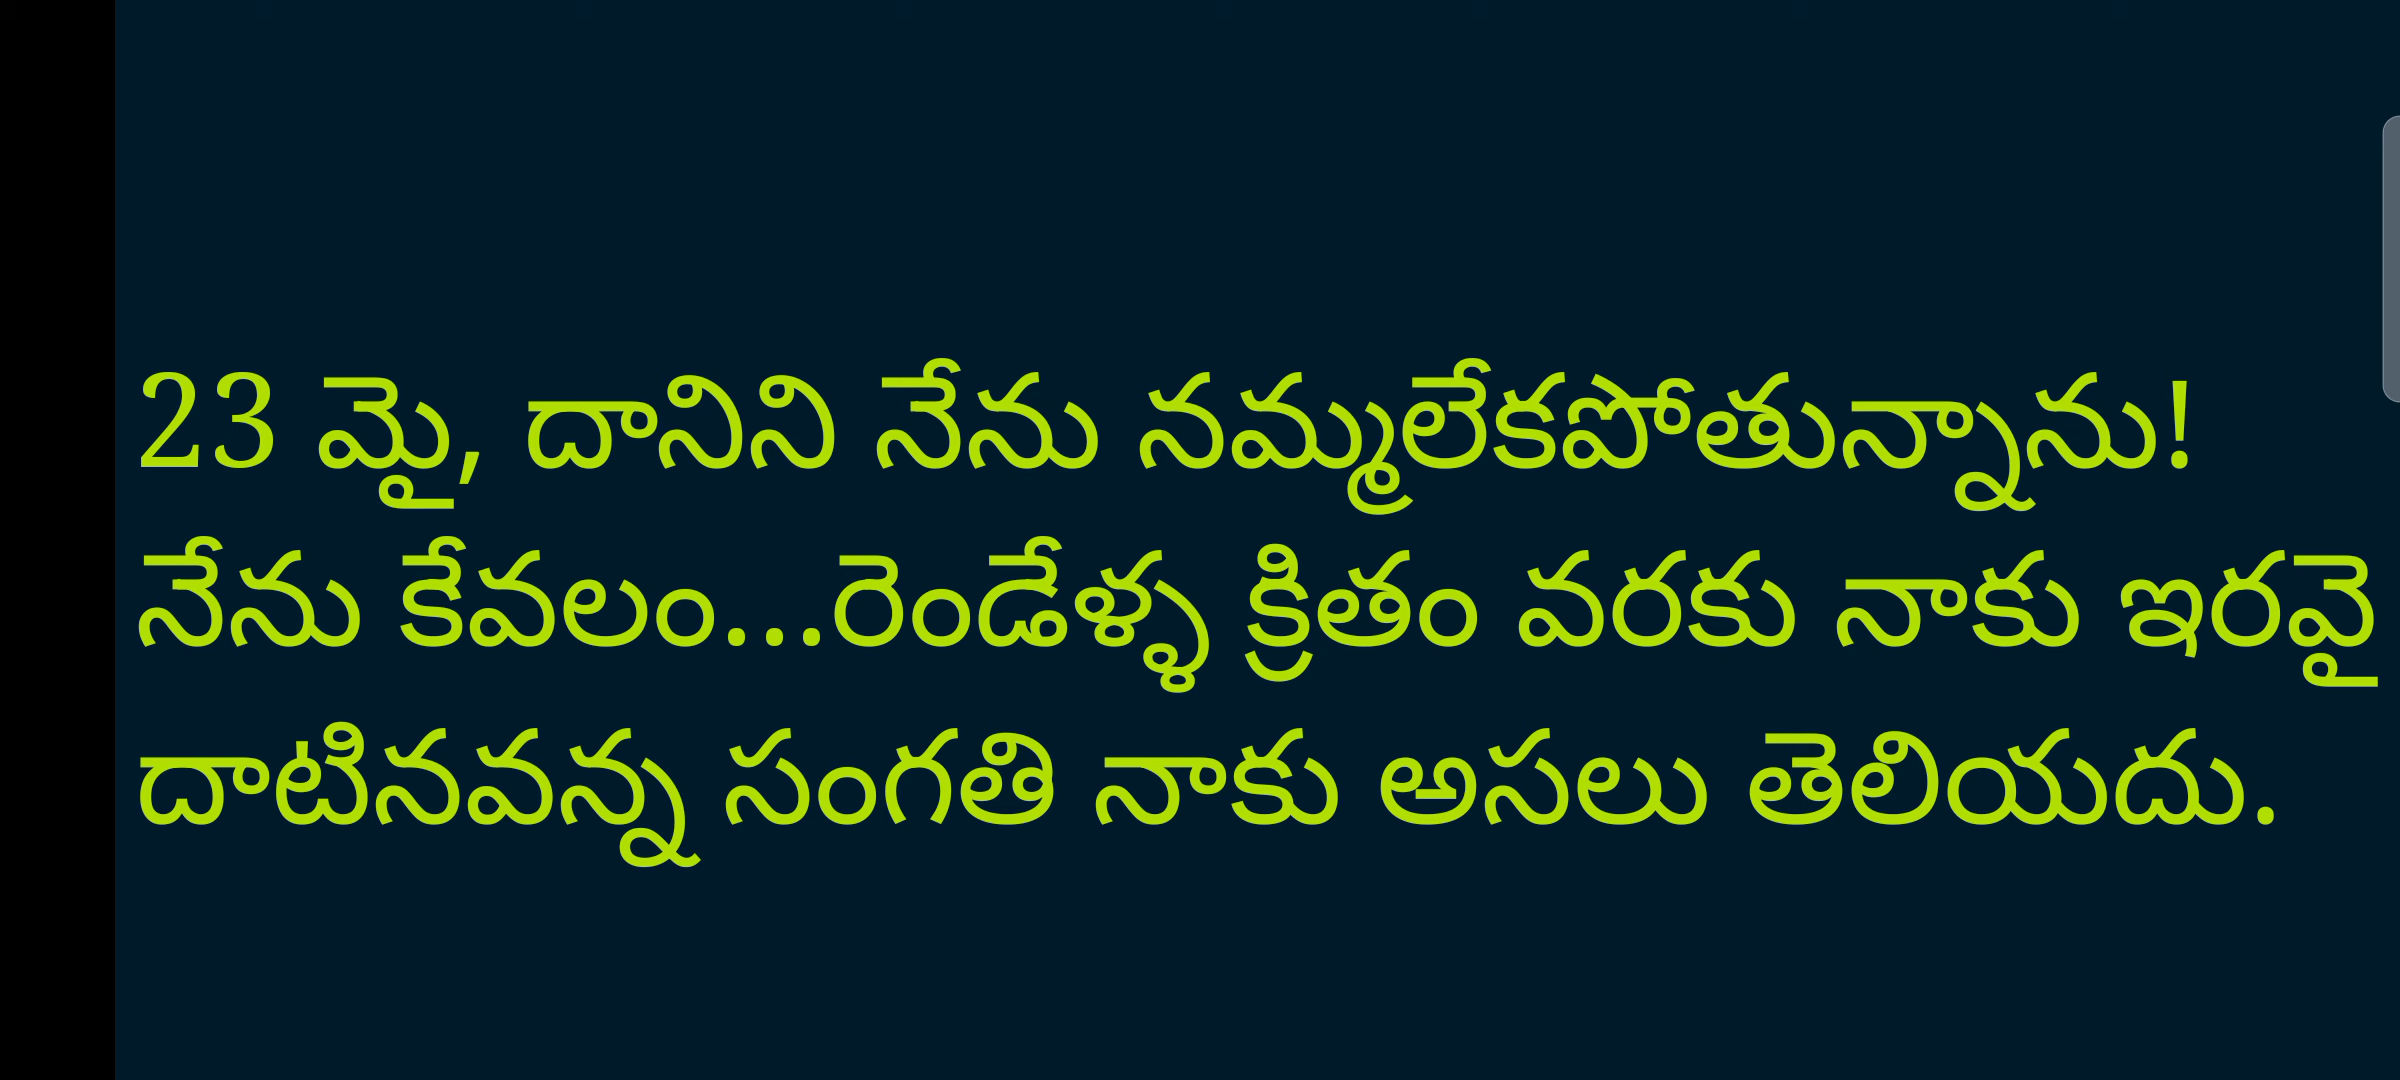 23 మై, దానిని నేను నమ్మలేకపోతున్నాను!
నేను కేవలం...రెండేళ్ళ క్రితం వరకు నాకు ఇరవై
దాటినవన్న సంగతి నాకు అసలు తెలియదు.